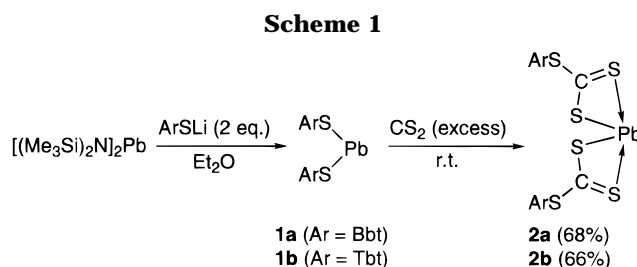 Scheme 1
[(Me3Si)2N]2Pb
ArSLi (2 eq.)
Et2O
ArS
Pb
ArS
CS2 (excess)
r.t.
ArS
C
S
S
Pb
S
C
S
ArS
1a (Ar = Bbt)
1b (Ar = Tbt)
2a (68%)
2b (66%)